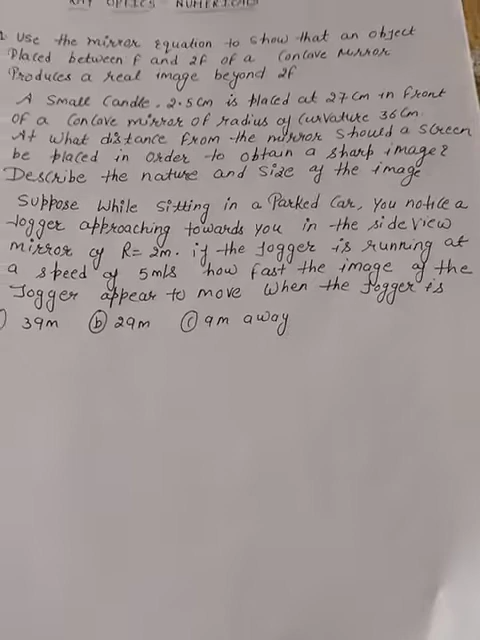 RAY OPTICS NUMERICALS
1. Use the mirror equation to show that an object
Placed between f and 2f of a Concave Mirror
Produces a real image beyond 2f
A Small Candle, 2.5cm is placed at 27cm in front
of a Concave mirror of radius of Curvature 36cm.
At What distance from the mirror should a screen
be placed in order to obtain a sharp image?
Describe the nature and size of the image
Suppose While Sitting in a Parked Car, you notice a
Jogger approaching towards you in the side view
mirror of R= 2m. if the Jogger is running at
a speed of 5m/s how fast the image of the
Jogger appear to move When the Jogger is
39m (b) 29m (c) 9m away